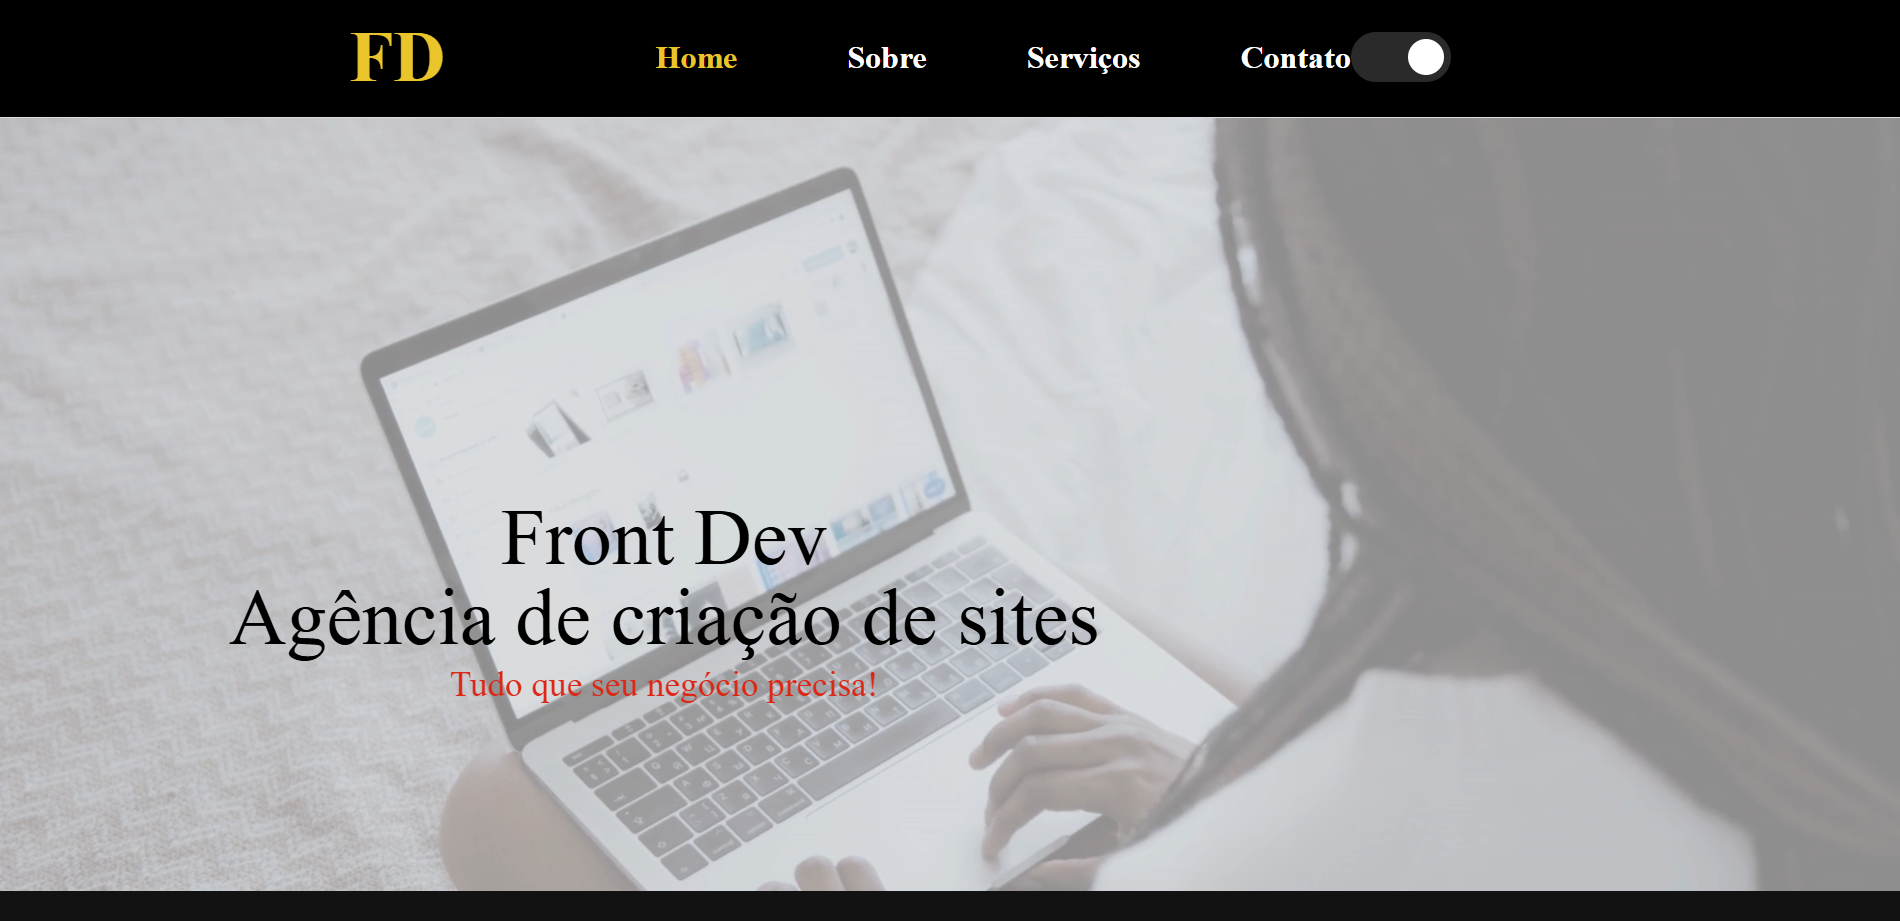 FD
Home
Sobre
Serviços
Contato
Front Dev
Agência de criação de sites
Tudo que seu negócio precisa!